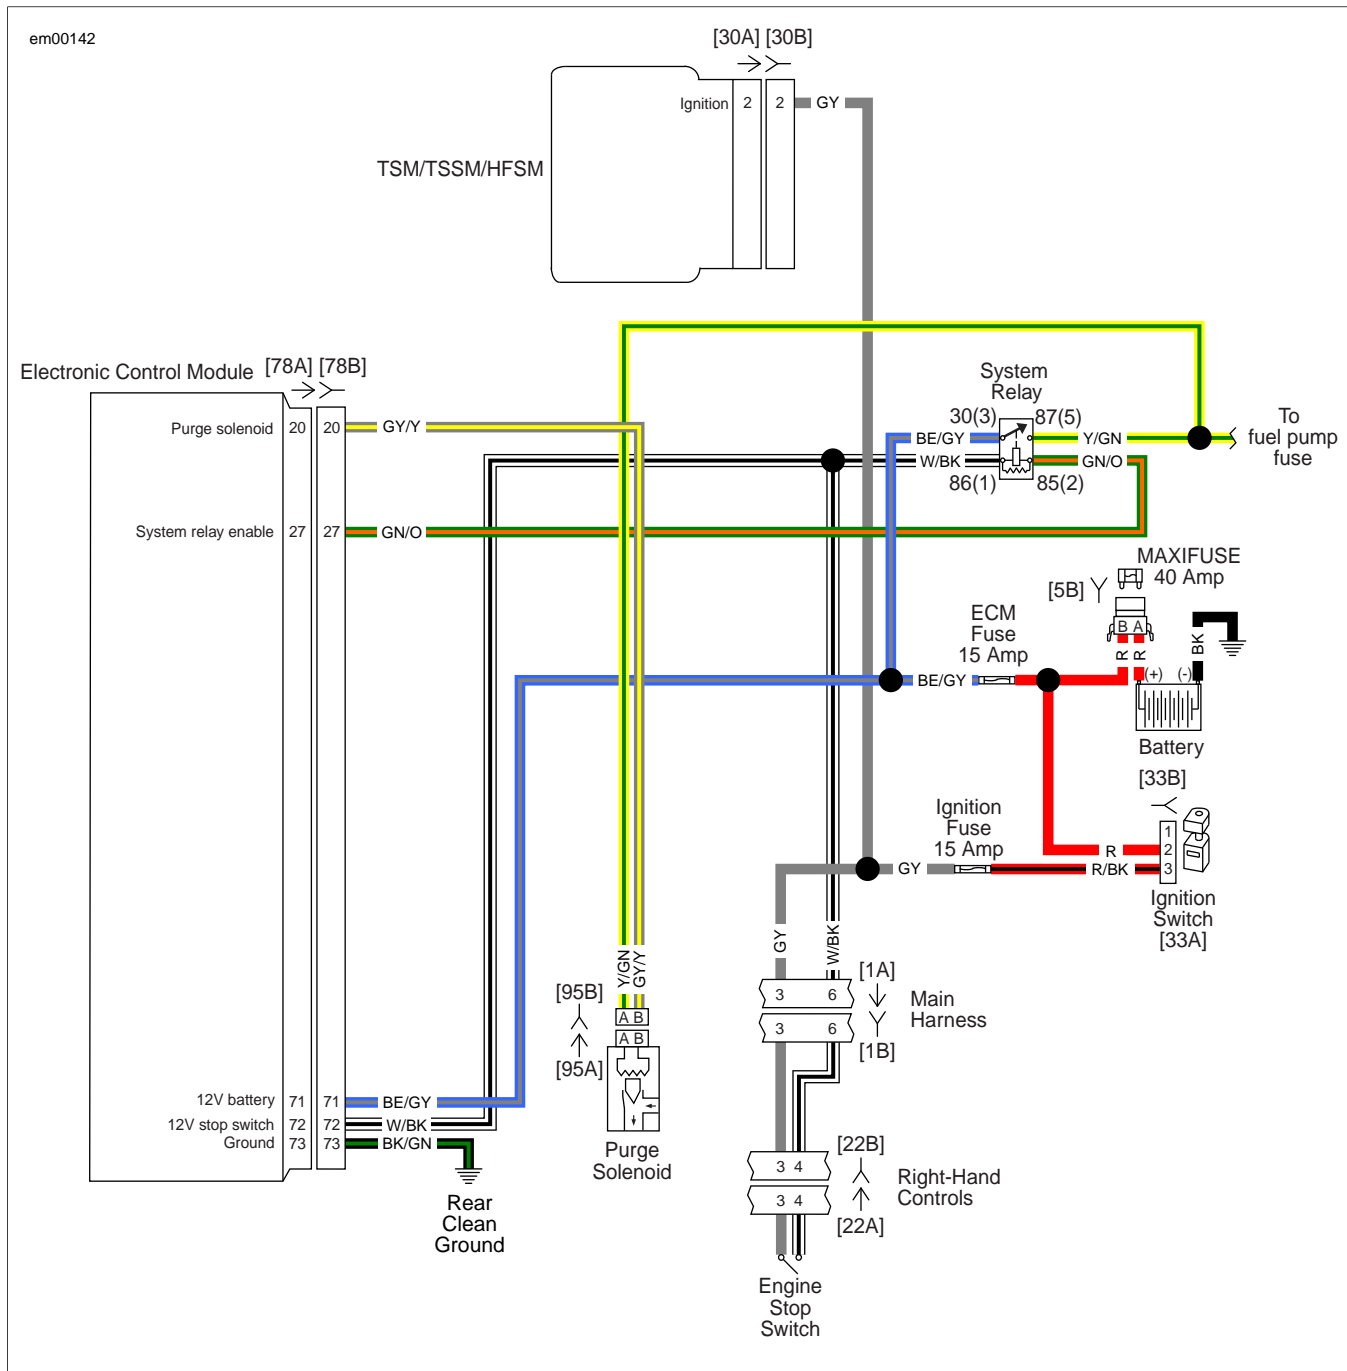 em00142
[30A] [30B]
Ignition 2 2 GY
TSM/TSSM/HFSM
Electronic Control Module [78A] [78B]
Purge solenoid 20 20 GY/Y
System relay enable 27 27 GN/O
System
Relay
30(3) 87(5)
BE/GY Y/GN
W/BK GN/O
86(1) 85(2)
To
fuel pump
fuse
MAXIFUSE
40 Amp
[5B]
B A
R R BK
(+) (-)
Battery
ECM
Fuse
15 Amp
BE/GY
[33B]
1
2
3
R
R/BK
Ignition
Switch
[33A]
Ignition
Fuse
15 Amp
GY
GY
W/BK
[1A]
3 6
Main
Harness
3 6
[1B]
Y/GN
GY/Y
[95B]
A B
A B
[95A]
Purge
Solenoid
12V battery 71 71 BE/GY
12V stop switch 72 72 W/BK
Ground 73 73 BK/GN
Rear
Clean
Ground
[22B]
3 4
Right-Hand
Controls
3 4
[22A]
Engine
Stop
Switch